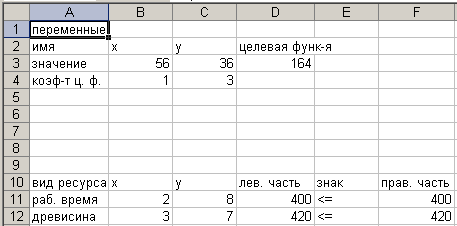 A B C D E F
1 переменные
2 имя x y целевая функ-я
3 значение 56 36 164
4 коэф-т ц. ф. 1 3
5
6
7
8
9
10 вид ресурса x y лев. часть знак прав. часть
11 раб. время 2 8 400 <= 400
12 древисина 3 7 420 <= 420